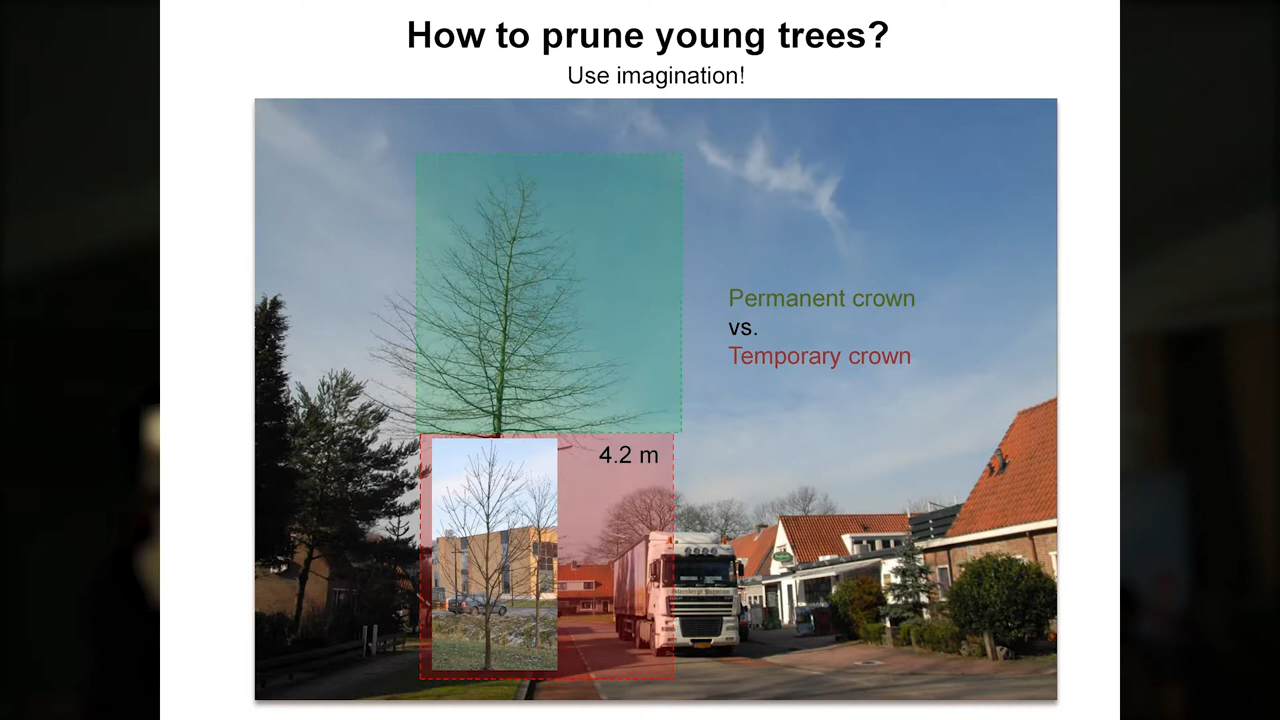 How to prune young trees?
Use imagination!
Permanent crown
vs.
Temporary crown
4.2 m